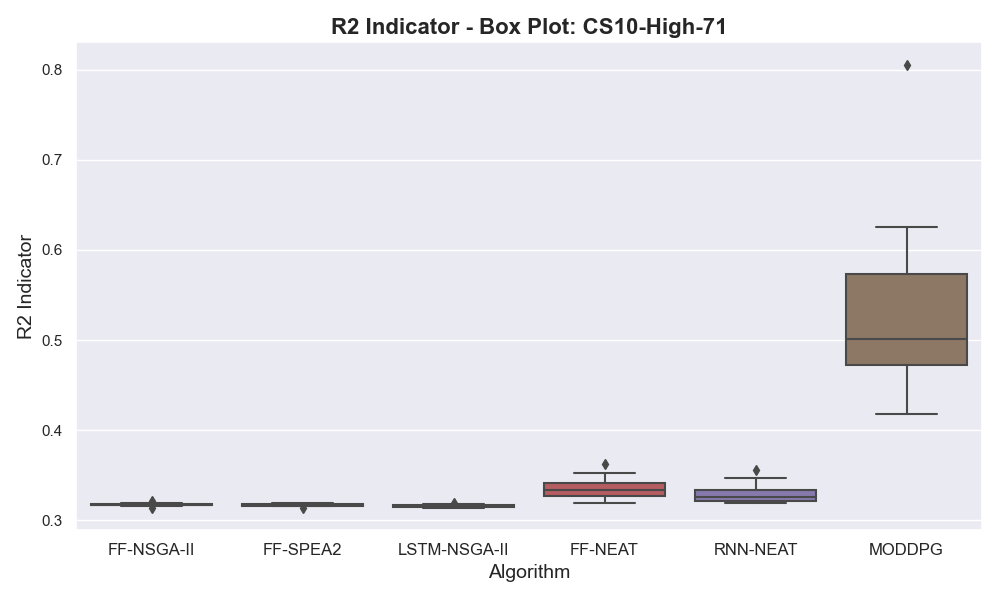 R2 Indicator - Box Plot: CS10-High-71
R2 Indicator
0.8
0.7
0.6
0.5
0.4
0.3
FF-NSGA-II FF-SPEA2 LSTM-NSGA-II FF-NEAT RNN-NEAT MODDPG
Algorithm